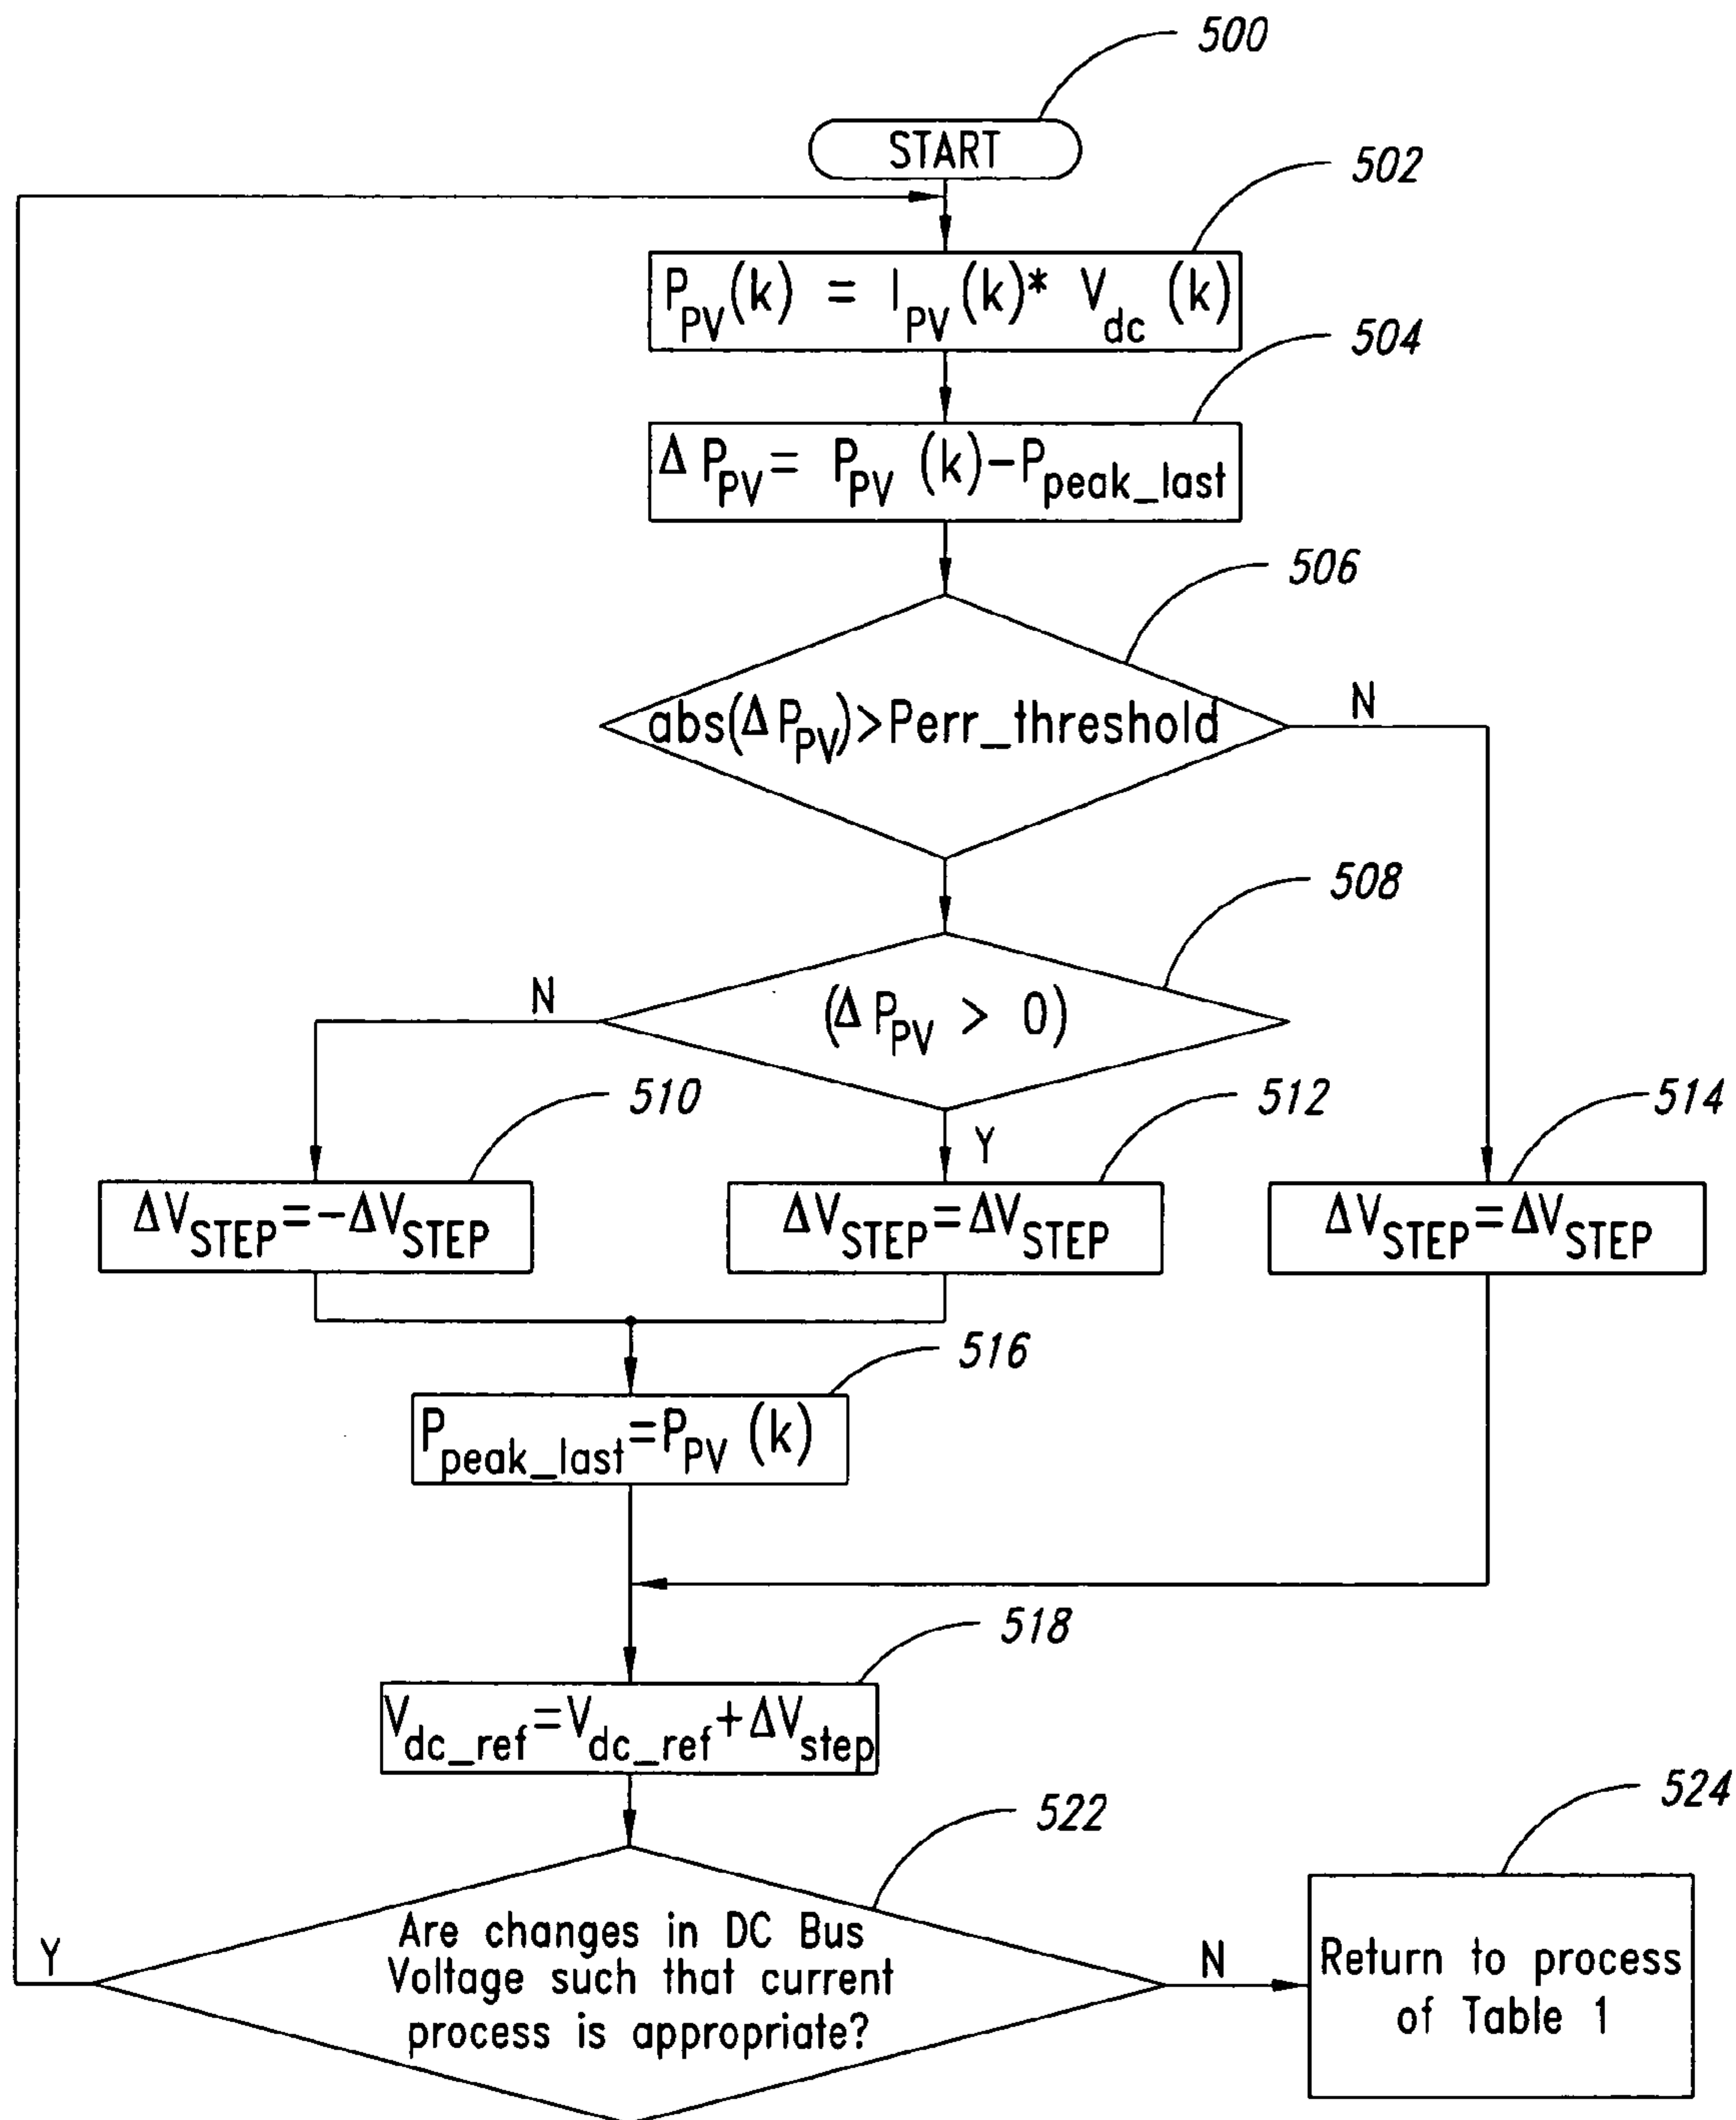 500
START
502
P_PV(k) = I_PV(k)* V_dc(k)
504
Δ P_PV = P_PV (k)-P_peak_last
506
abs(Δ P_PV)>Perr_threshold
N
508
(Δ P_PV > 0)
N
Y
510
512
514
ΔV_STEP=-ΔV_STEP
ΔV_STEP=ΔV_STEP
ΔV_STEP=ΔV_STEP
516
P_peak_last=P_PV (k)
518
V_dc_ref=V_dc_ref+ΔV_step
522
524
Are changes in DC Bus
Voltage such that current
process is appropriate?
Y
N
Return to process
of Table 1